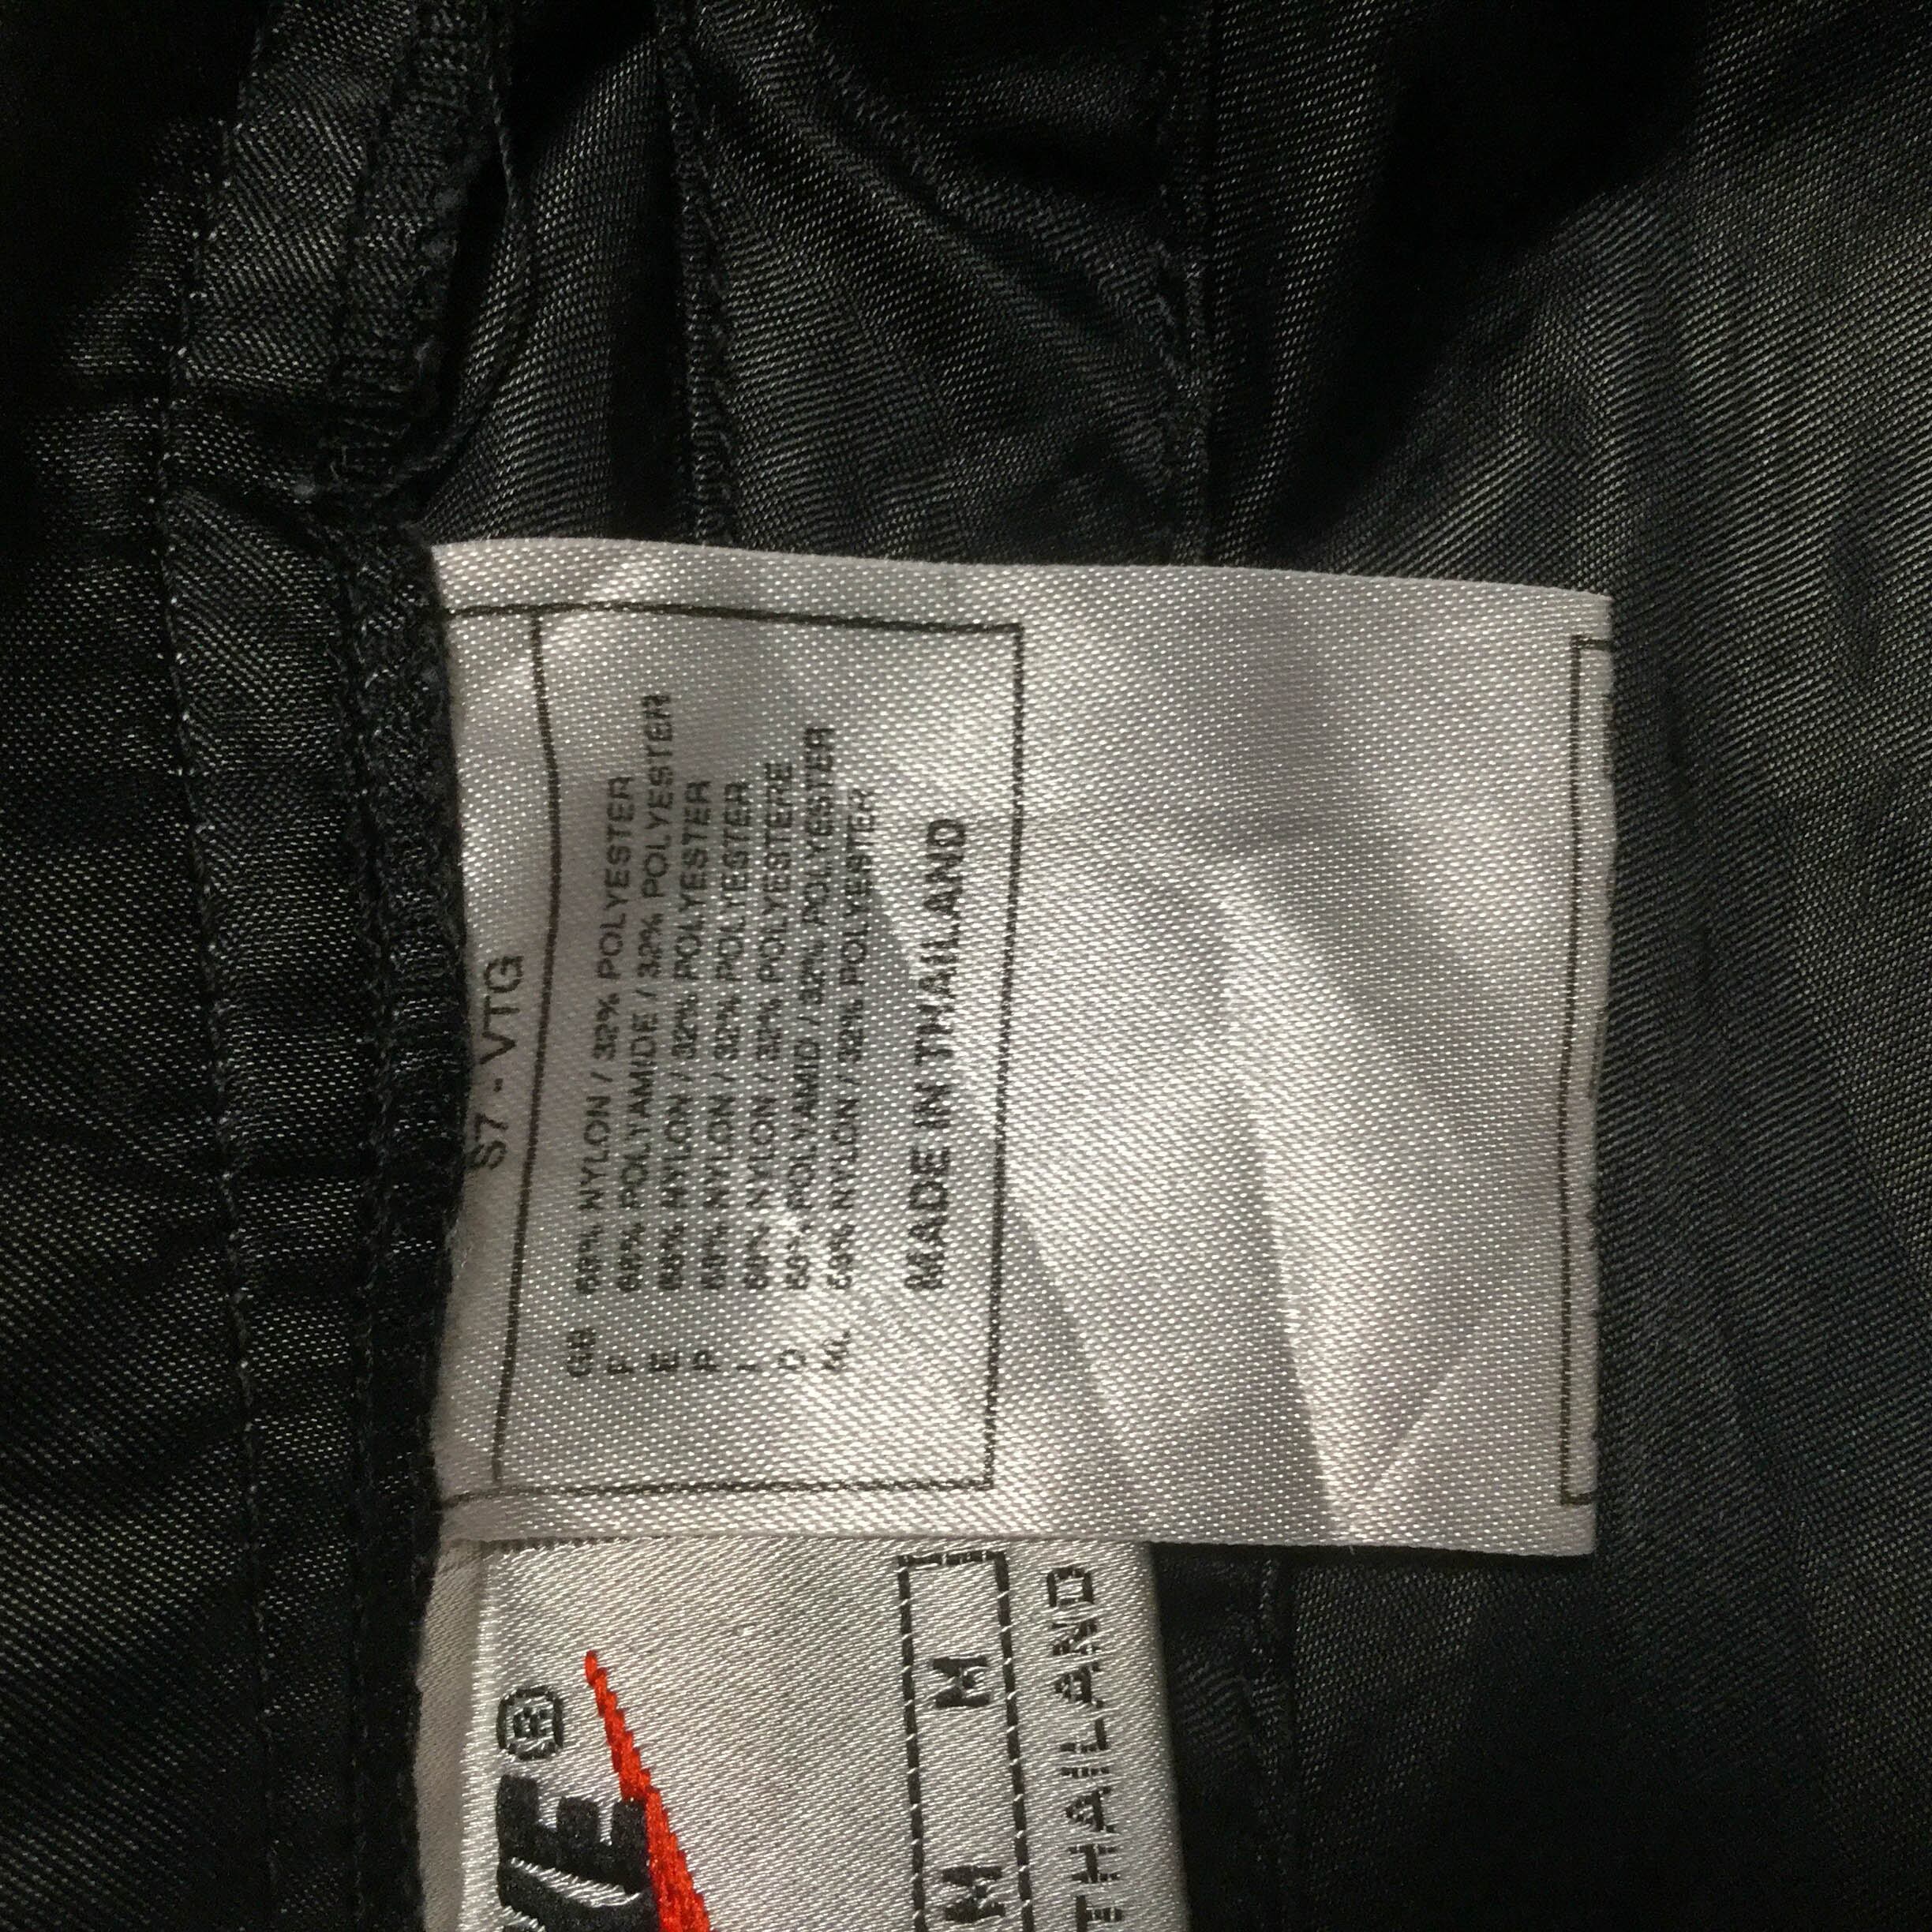 S7 - VTG
GB 68% NYLON / 32% POLYESTER
F 68% POLYAMIDE / 32% POLYESTER
E 68% NYLON / 32% POLYESTER
P 68% NYLON / 32% POLYESTER
I 68% NYLON / 32% POLYESTERE
D 68% POLYAMID / 32% POLYESTER
NL 68% NYLON / 32% POLYESTER
MADE IN THAILAND
KE®
M M
THAILAND